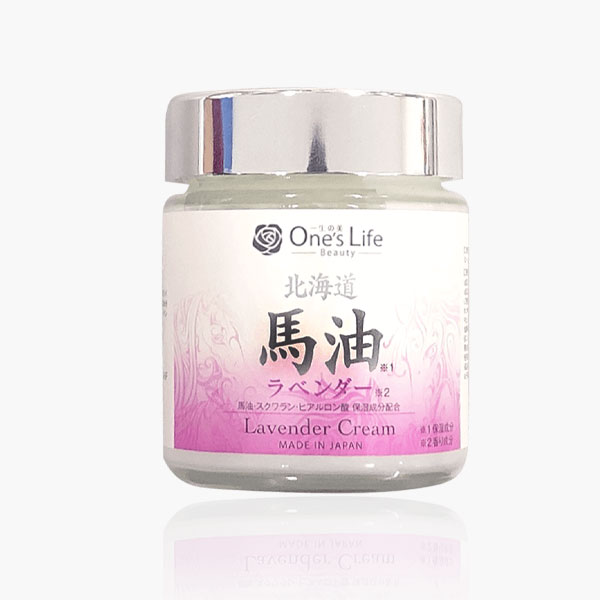 一生の美
One's Life
Beauty
北海道
馬油※1
ラベンダー※2
馬油・スクワラン・ヒアルロン酸 保湿成分配合
Lavender Cream
MADE IN JAPAN
※1保湿成分
※2香り成分